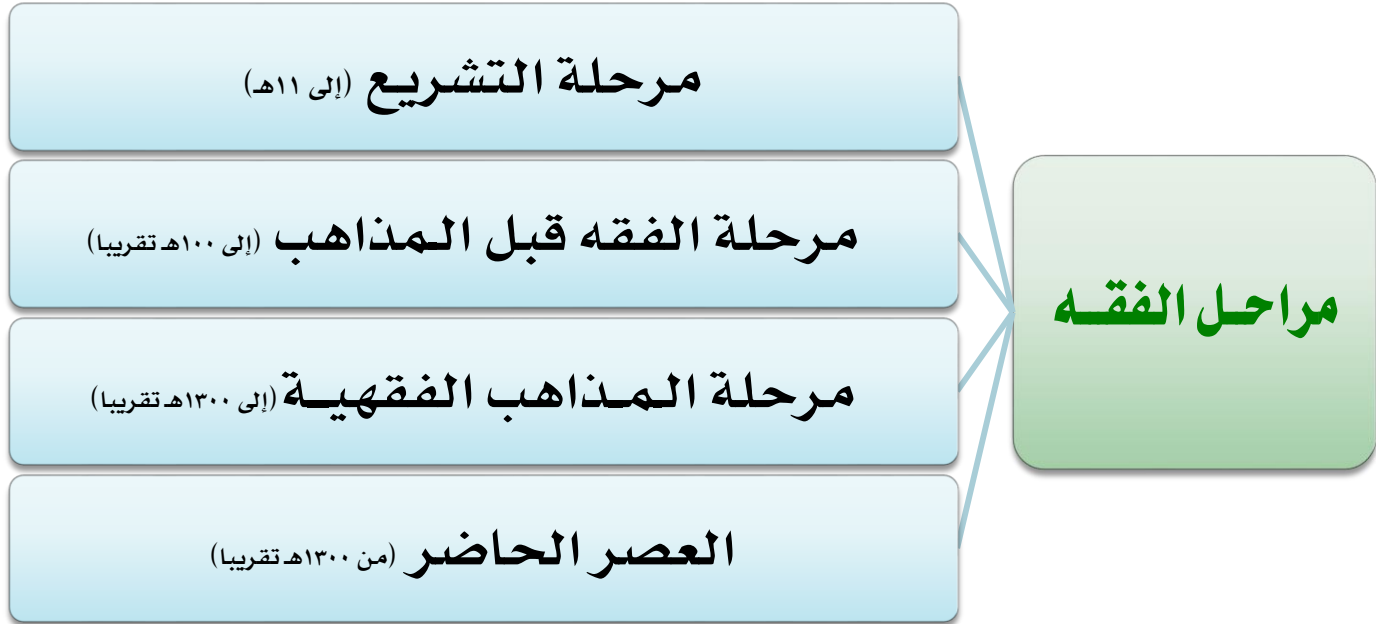 مراحل الفقه
مرحلة التشريع (إلى ١١هـ)
مرحلة الفقه قبل المذاهب (إلى ١٠٠هـ تقريبا)
مرحلة المذاهب الفقهية (إلى ١٣٠٠هـ تقريبا)
العصر الحاضر (من ١٣٠٠هـ تقريبا)